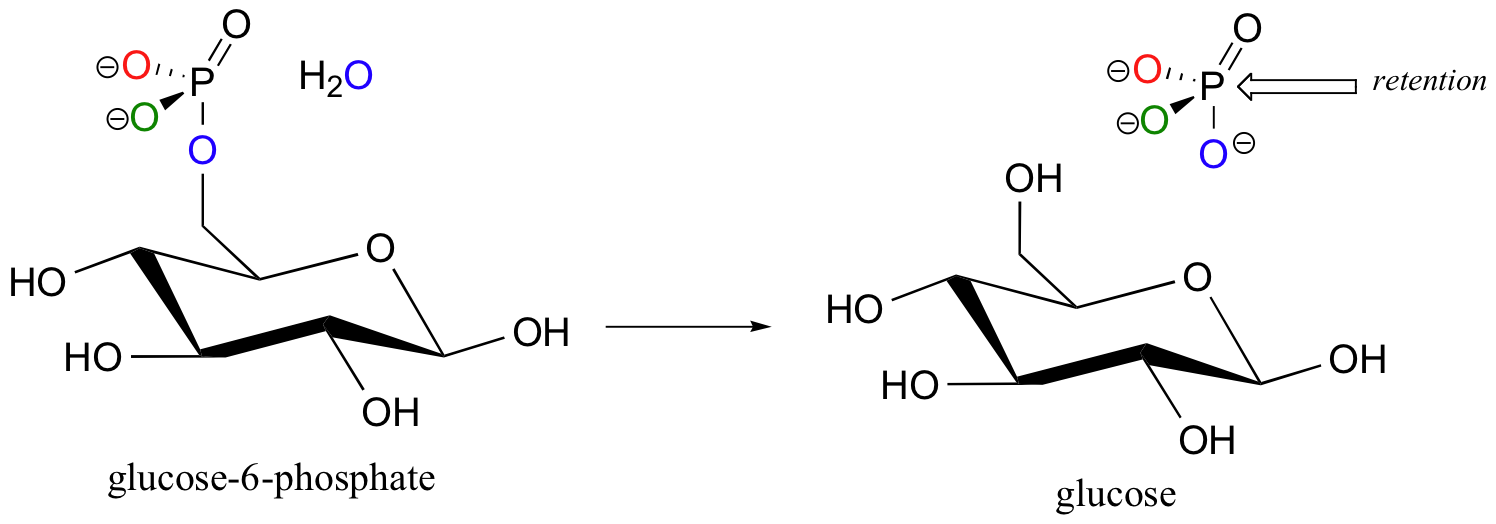 O
⊖O P H₂O
⊖O
O
O
HO
HO OH
OH
glucose-6-phosphate
O
⊖O P retention
⊖O
O⊖
OH
O
HO
HO OH
OH
glucose